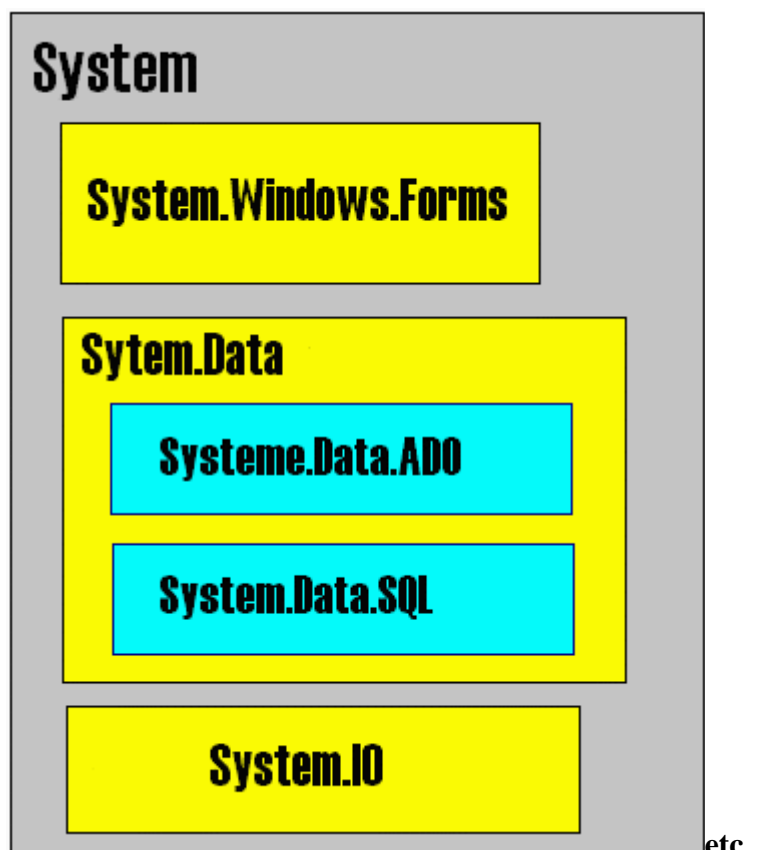 System
System.Windows.Forms
Sytem.Data
Systeme.Data.ADO
System.Data.SQL
System.IO
etc